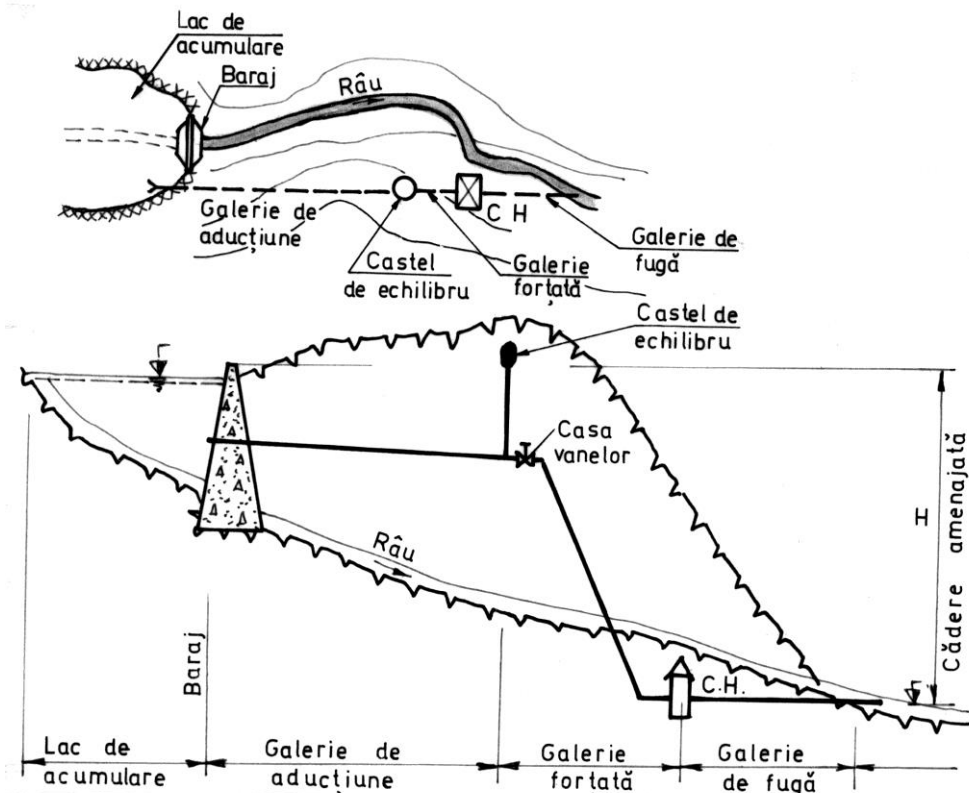 Lac de
acumulare
Baraj
Râu
Galerie de
aducțiune
C H
Castel
de echilibru
Galerie
forțată
Galerie de
fugă
Castel de
echilibru
Casa
vanelor
Râu
H
Cădere amenajată
Baraj
C.H.
Lac de
acumulare
Galerie de
aducțiune
Galerie
fortată
Galerie
de fugă